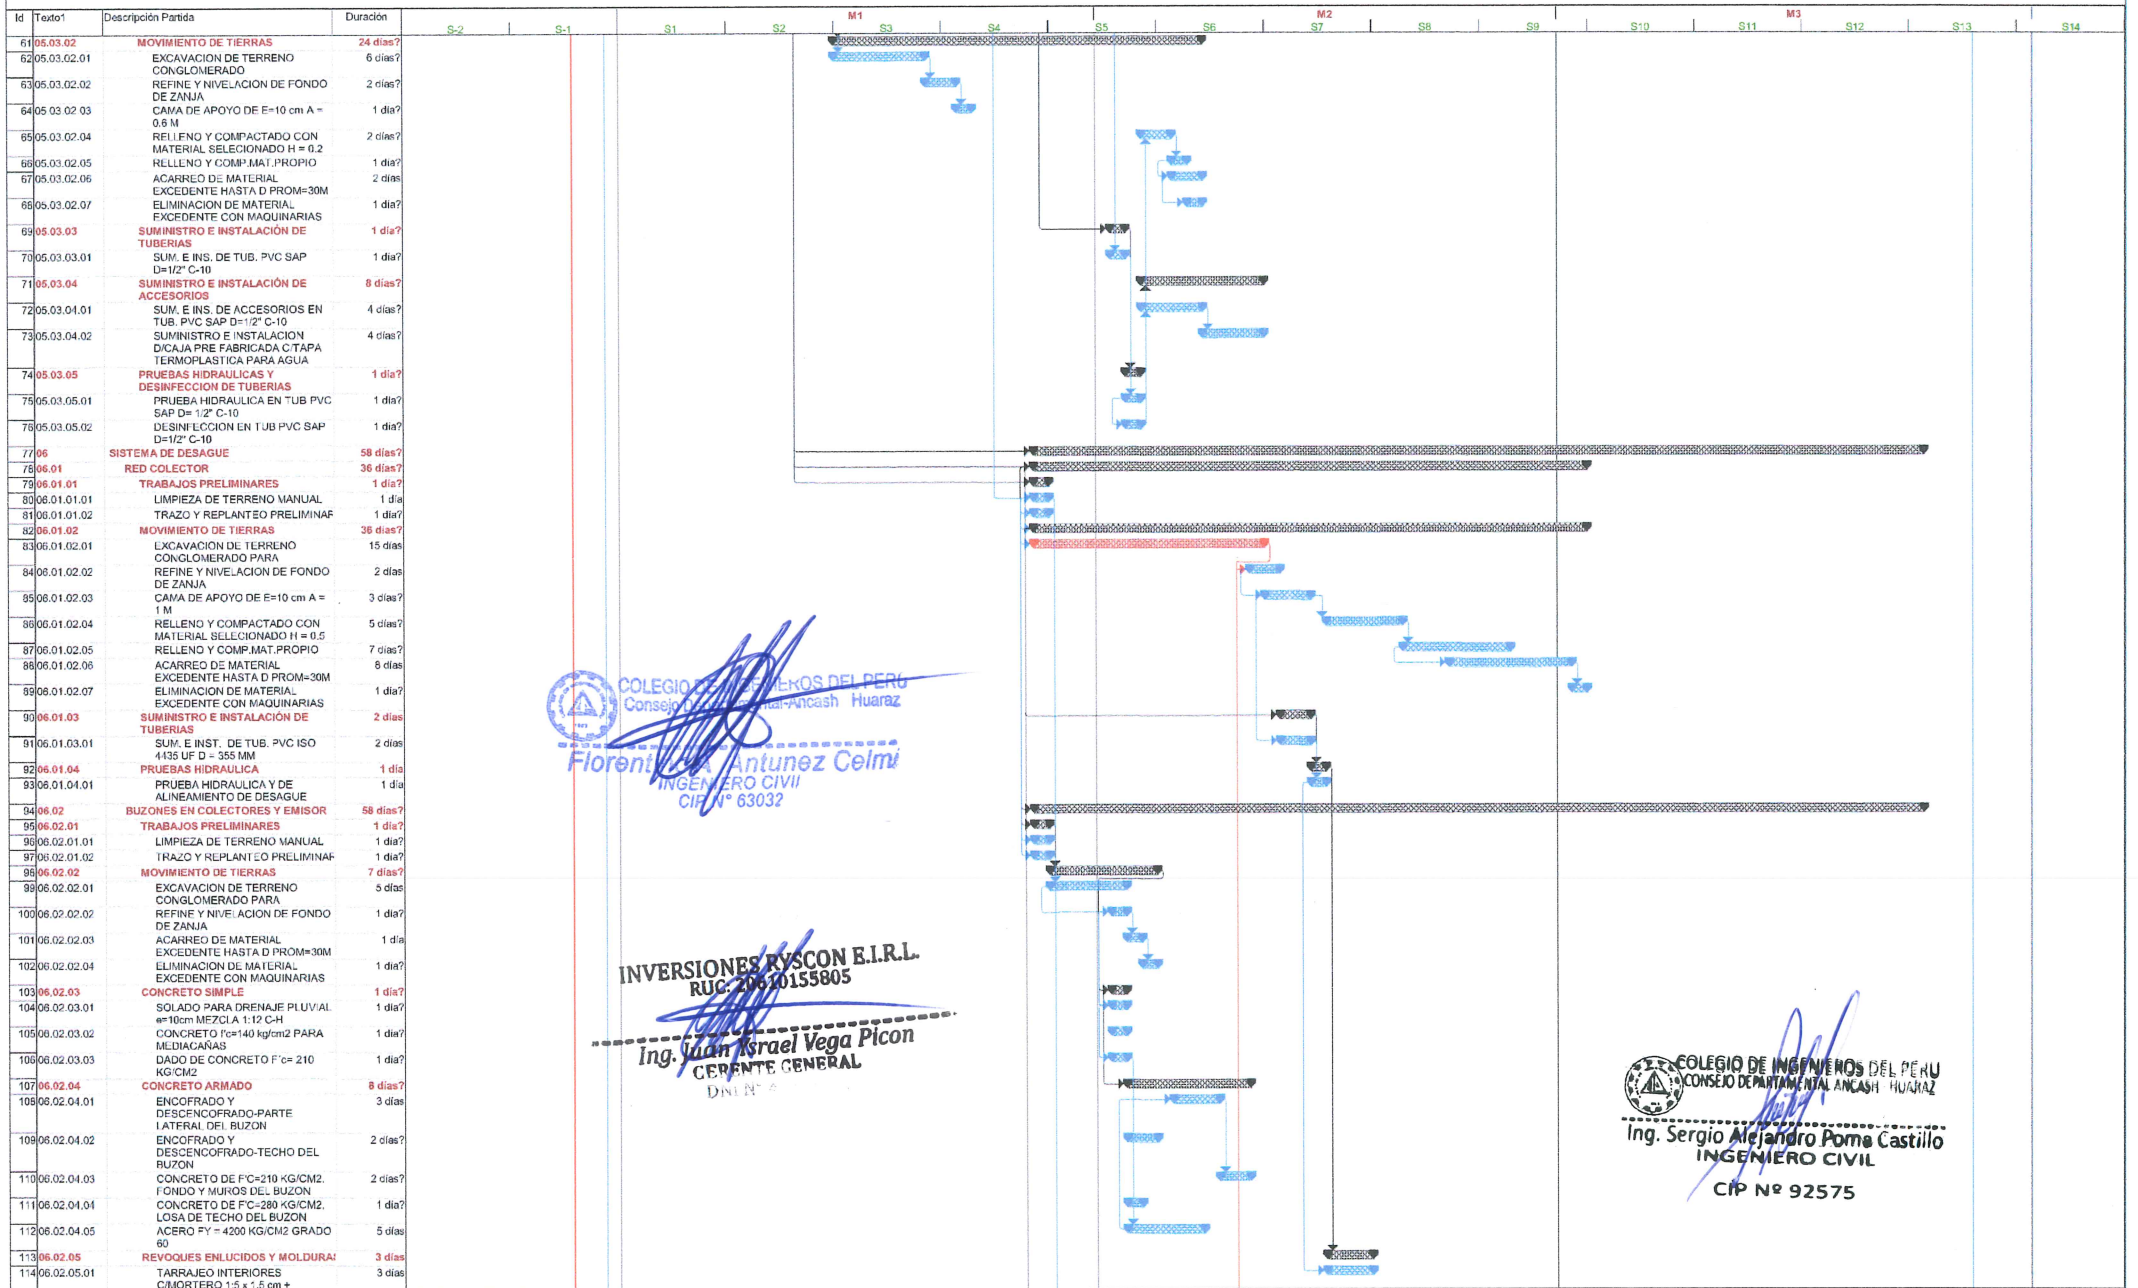 Id Texto1 Descripción Partida Duración
M1 M2 M3
S-2 S-1 S1 S2 S3 S4 S5 S6 S7 S8 S9 S10 S11 S12 S13 S14
61 05.03.02 MOVIMIENTO DE TIERRAS 24 días?
62 05.03.02.01 EXCAVACION DE TERRENO 6 días?
CONGLOMERADO
63 05.03.02.02 REFINE Y NIVELACION DE FONDO 2 días?
DE ZANJA
64 05.03.02.03 CAMA DE APOYO DE E=10 cm A = 1 día?
0.6 M
65 05.03.02.04 RELLENO Y COMPACTADO CON 2 días?
MATERIAL SELECIONADO H = 0.2
66 05.03.02.05 RELLENO Y COMP.MAT.PROPIO 1 día?
67 05.03.02.06 ACARREO DE MATERIAL 2 días
EXCEDENTE HASTA D PROM=30M
68 05.03.02.07 ELIMINACION DE MATERIAL 1 día?
EXCEDENTE CON MAQUINARIAS
69 05.03.03 SUMINISTRO E INSTALACIÓN DE 1 día?
TUBERIAS
70 05.03.03.01 SUM. E INS. DE TUB. PVC SAP 1 día?
D=1/2" C-10
71 05.03.04 SUMINISTRO E INSTALACIÓN DE 8 días?
ACCESORIOS
72 05.03.04.01 SUM. E INS. DE ACCESORIOS EN 4 días?
TUB. PVC SAP D=1/2" C-10
73 05.03.04.02 SUMINISTRO E INSTALACION 4 días?
D/CAJA PRE FABRICADA C/TAPA
TERMOPLASTICA PARA AGUA
74 05.03.05 PRUEBAS HIDRAULICAS Y 1 día?
DESINFECCION DE TUBERIAS
75 05.03.05.01 PRUEBA HIDRAULICA EN TUB PVC 1 día?
SAP D= 1/2" C-10
76 05.03.05.02 DESINFECCION EN TUB PVC SAP 1 día?
D=1/2" C-10
77 06 SISTEMA DE DESAGUE 58 días?
78 06.01 RED COLECTOR 36 días?
79 06.01.01 TRABAJOS PRELIMINARES 1 día?
80 06.01.01.01 LIMPIEZA DE TERRENO MANUAL 1 día
81 06.01.01.02 TRAZO Y REPLANTEO PRELIMINAR 1 día?
82 06.01.02 MOVIMIENTO DE TIERRAS 36 días?
83 06.01.02.01 EXCAVACION DE TERRENO 15 días
CONGLOMERADO PARA
84 06.01.02.02 REFINE Y NIVELACION DE FONDO 2 días
DE ZANJA
85 06.01.02.03 CAMA DE APOYO DE E=10 cm A = 3 días?
1 M
86 06.01.02.04 RELLENO Y COMPACTADO CON 5 días?
MATERIAL SELECIONADO H = 0.5
87 06.01.02.05 RELLENO Y COMP.MAT.PROPIO 7 días?
88 06.01.02.06 ACARREO DE MATERIAL 8 días
EXCEDENTE HASTA D PROM=30M
89 06.01.02.07 ELIMINACION DE MATERIAL 1 día?
EXCEDENTE CON MAQUINARIAS
90 06.01.03 SUMINISTRO E INSTALACIÓN DE 2 días
TUBERIAS
91 06.01.03.01 SUM. E INST. DE TUB. PVC ISO 2 días
4435 UF D = 355 MM
92 06.01.04 PRUEBAS HIDRAULICA 1 día
93 06.01.04.01 PRUEBA HIDRAULICA Y DE 1 día
ALINEAMIENTO DE DESAGUE
94 06.02 BUZONES EN COLECTORES Y EMISOR 58 días?
95 06.02.01 TRABAJOS PRELIMINARES 1 día?
96 06.02.01.01 LIMPIEZA DE TERRENO MANUAL 1 día?
97 06.02.01.02 TRAZO Y REPLANTEO PRELIMINAR 1 día?
98 06.02.02 MOVIMIENTO DE TIERRAS 7 días?
99 06.02.02.01 EXCAVACION DE TERRENO 5 días
CONGLOMERADO PARA
100 06.02.02.02 REFINE Y NIVELACION DE FONDO 1 día?
DE ZANJA
101 06.02.02.03 ACARREO DE MATERIAL 1 día
EXCEDENTE HASTA D PROM=30M
102 06.02.02.04 ELIMINACION DE MATERIAL 1 día?
EXCEDENTE CON MAQUINARIAS
103 06.02.03 CONCRETO SIMPLE 1 día?
104 06.02.03.01 SOLADO PARA DRENAJE PLUVIAL 1 día?
e=10cm MEZCLA 1:12 C-H
105 06.02.03.02 CONCRETO f'c=140 kg/cm2 PARA 1 día?
MEDIACAÑAS
106 06.02.03.03 DADO DE CONCRETO F'c= 210 1 día?
KG/CM2
107 06.02.04 CONCRETO ARMADO 8 días?
108 06.02.04.01 ENCOFRADO Y 3 días
DESCENCOFRADO-PARTE
LATERAL DEL BUZON
109 06.02.04.02 ENCOFRADO Y 2 días?
DESCENCOFRADO-TECHO DEL
BUZON
110 06.02.04.03 CONCRETO DE F'C=210 KG/CM2. 2 días?
FONDO Y MUROS DEL BUZON
111 06.02.04.04 CONCRETO DE F'C=280 KG/CM2. 1 día?
LOSA DE TECHO DEL BUZON
112 06.02.04.05 ACERO FY = 4200 KG/CM2 GRADO 5 días
60
113 06.02.05 REVOQUES ENLUCIDOS Y MOLDURAS 3 días
114 06.02.05.01 TARRAJEO INTERIORES 3 días
C/MORTERO 1:5 x 1.5 cm +
COLEGIO DE INGENIEROS DEL PERU
Consejo Departamental-Ancash Huaraz
Antunez Celmi
INGENIERO CIVIL
CIP N° 63032
INVERSIONES RYSCON E.I.R.L.
RUC: 20610155805
Ing. Juan Ysrael Vega Picon
GERENTE GENERAL
DNI N°
COLEGIO DE INGENIEROS DEL PERU
CONSEJO DEPARTAMENTAL ANCASH - HUARAZ
Ing. Sergio Alejandro Poma Castillo
INGENIERO CIVIL
CIP Nº 92575